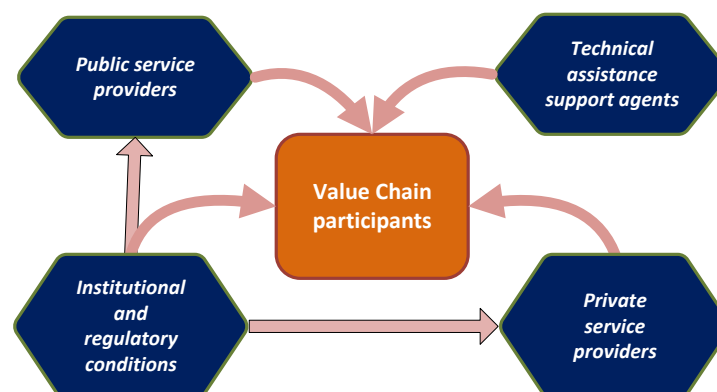 Public service
providers
Technical
assistance
support agents
Value Chain
participants
Institutional
and
regulatory
conditions
Private
service
providers